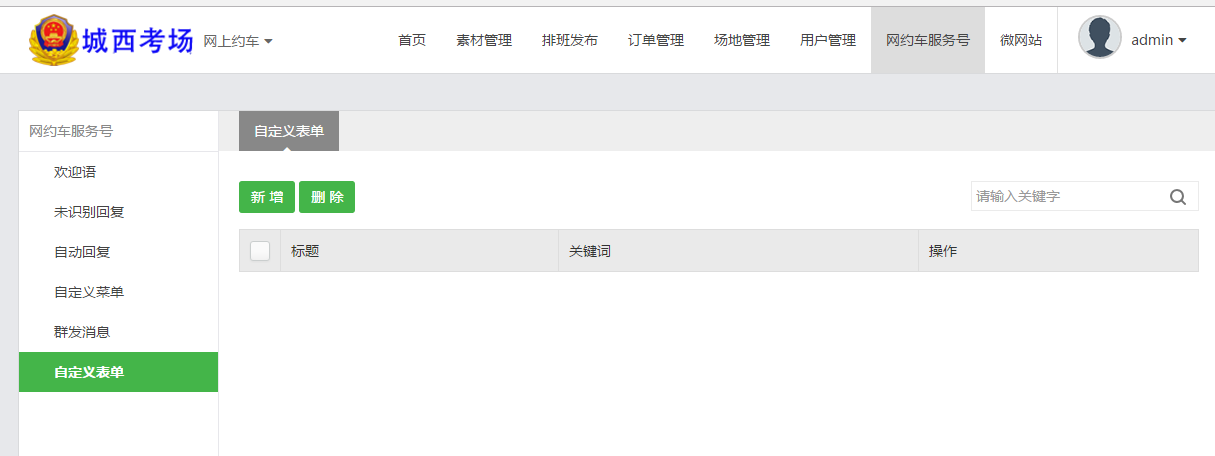 城西考场 网上约车 首页 素材管理 排班发布 订单管理 场地管理 用户管理 网约车服务号 微网站 admin
网约车服务号 自定义表单
欢迎语
新 增 删 除 请输入关键字
未识别回复
自动回复 标题 关键词 操作
自定义菜单
群发消息
自定义表单